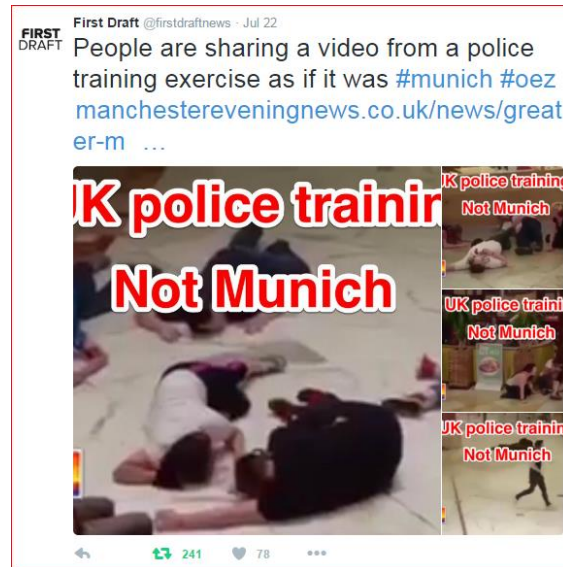 FIRST
DRAFT
First Draft @firstdraftnews · Jul 22
People are sharing a video from a police
training exercise as if it was #munich #oez
manchestereveningnews.co.uk/news/great
er-m …
UK police trainin
Not Munich
UK police training
Not Munich
UK police traini
Not Munich
UK police training
Not Munich
241
78